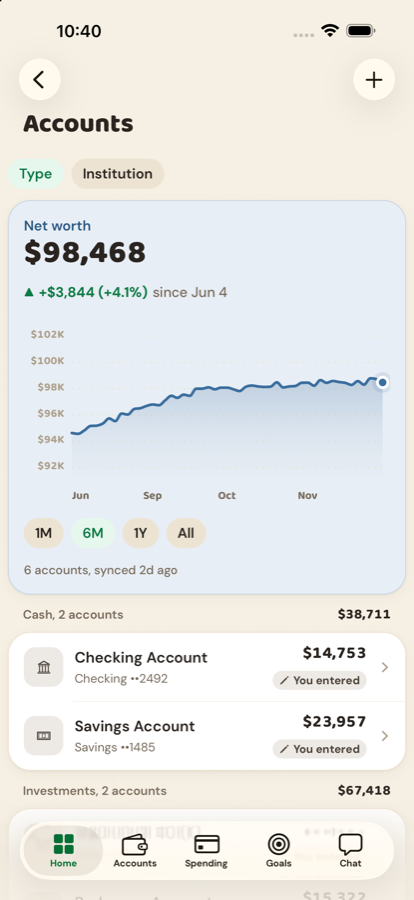 10:40
Accounts
Type
Institution
Net worth
$98,468
▲ +$3,844 (+4.1%) since Jun 4
$102K
$100K
$98K
$96K
$94K
$92K
Jun Sep Oct Nov
1M 6M 1Y All
6 accounts, synced 2d ago
Cash, 2 accounts $38,711
Checking Account $14,753
Checking ••2492 You entered
Savings Account $23,957
Savings ••1485 You entered
Investments, 2 accounts $67,418
Home Accounts Spending Goals Chat
$15,322